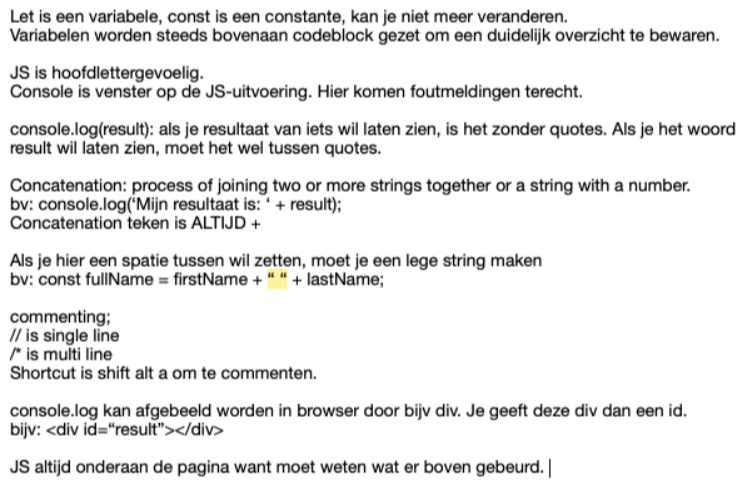 Let is een variabele, const is een constante, kan je niet meer veranderen.
Variabelen worden steeds bovenaan codeblock gezet om een duidelijk overzicht te bewaren.
JS is hoofdlettergevoelig.
Console is venster op de JS-uitvoering. Hier komen foutmeldingen terecht.
console.log(result): als je resultaat van iets wil laten zien, is het zonder quotes. Als je het woord
result wil laten zien, moet het wel tussen quotes.
Concatenation: process of joining two or more strings together or a string with a number.
bv: console.log(‘Mijn resultaat is: ‘ + result);
Concatenation teken is ALTIJD +
Als je hier een spatie tussen wil zetten, moet je een lege string maken
bv: const fullName = firstName + “ “ + lastName;
commenting;
// is single line
/* is multi line
Shortcut is shift alt a om te commenten.
console.log kan afgebeeld worden in browser door bijv div. Je geeft deze div dan een id.
bijv: <div id=“result”></div>
JS altijd onderaan de pagina want moet weten wat er boven gebeurd.